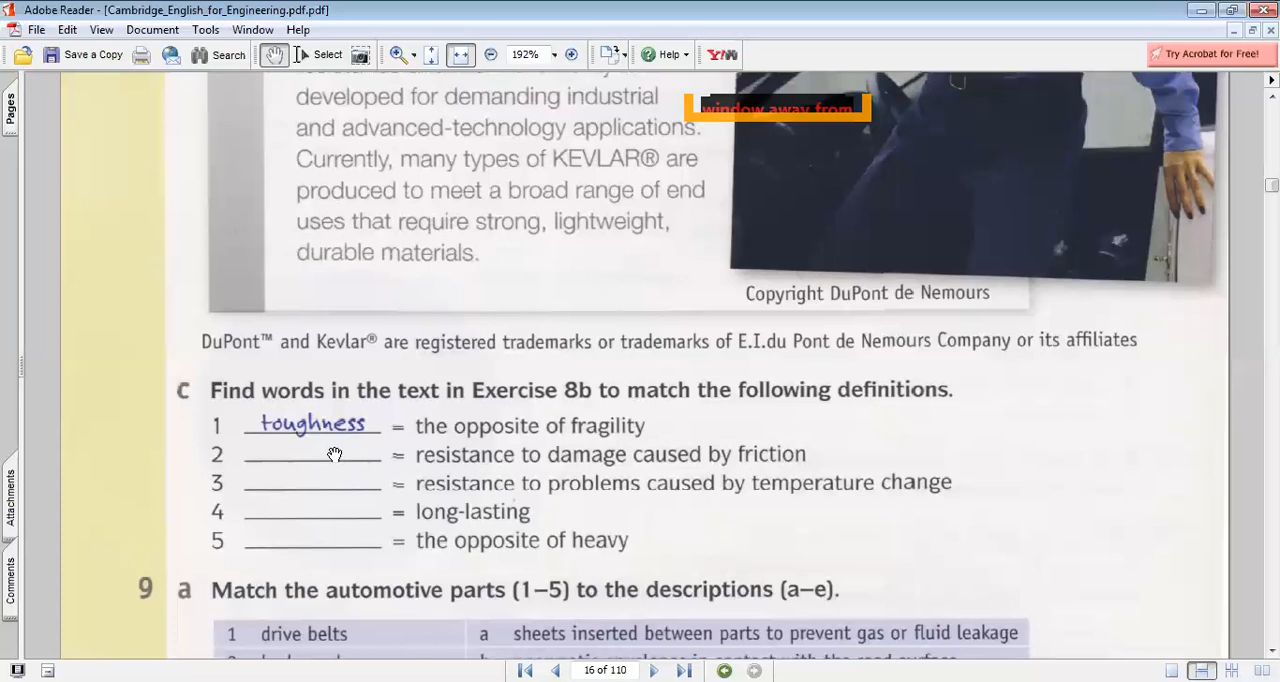 Adobe Reader - [Cambridge_English_for_Engineering.pdf.pdf]
File Edit View Document Tools Window Help
Save a Copy Search Select 192% Help Y!
Try Acrobat for Free!
Pages
Attachments
Comments
developed for demanding industrial
and advanced-technology applications.
Currently, many types of KEVLAR® are
produced to meet a broad range of end
uses that require strong, lightweight,
durable materials.
window away from
Copyright DuPont de Nemours
DuPont™ and Kevlar® are registered trademarks or trademarks of E.I.du Pont de Nemours Company or its affiliates
c Find words in the text in Exercise 8b to match the following definitions.
1 toughness = the opposite of fragility
2 ____________ = resistance to damage caused by friction
3 ____________ = resistance to problems caused by temperature change
4 ____________ = long-lasting
5 ____________ = the opposite of heavy
9 a Match the automotive parts (1–5) to the descriptions (a–e).
1 drive belts a sheets inserted between parts to prevent gas or fluid leakage
16 of 110